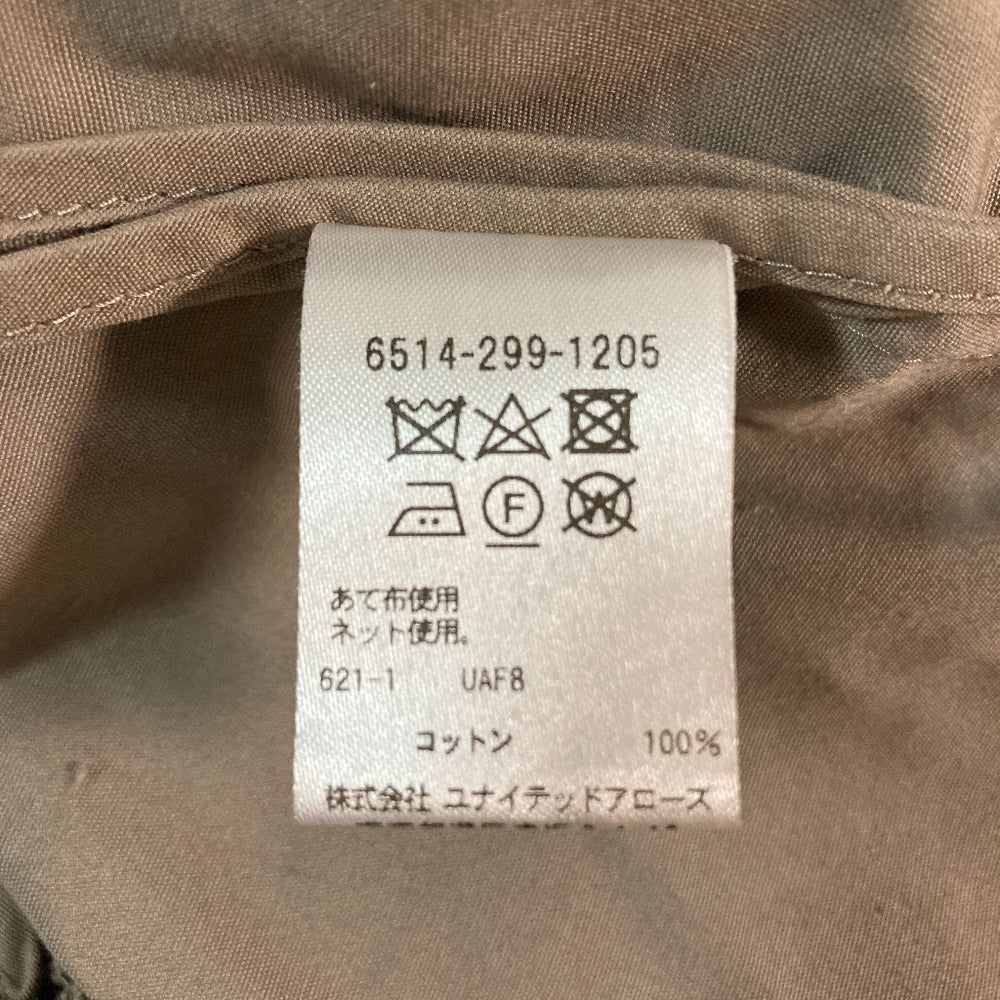 6514-299-1205
F W
あて布使用
ネット使用。
621-1 UAF8
コットン 100%
株式会社 ユナイテッドアローズ